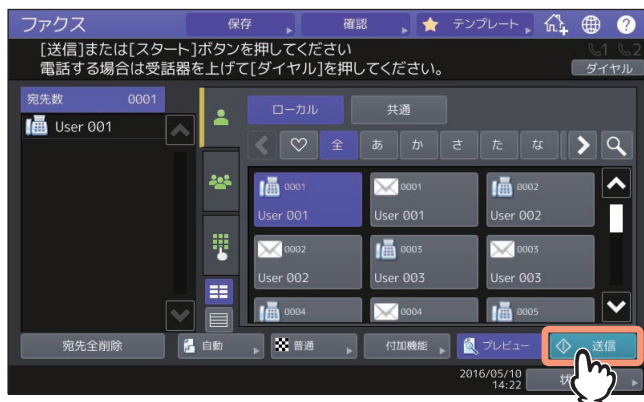 ファクス
保存
確認
テンプレート
[送信]または[スタート]ボタンを押してください
電話する場合は受話器を上げて[ダイヤル]を押してください。
1 2
ダイヤル
宛先数 0001
User 001
ローカル
共通
全 あ か さ た な
0001
User 001
0001
User 001
0002
User 002
0002
User 002
0003
User 003
0003
User 003
0004
0004
0005
宛先全削除
自動
普通
付加機能
プレビュー
送信
2016/05/10
14:22
状